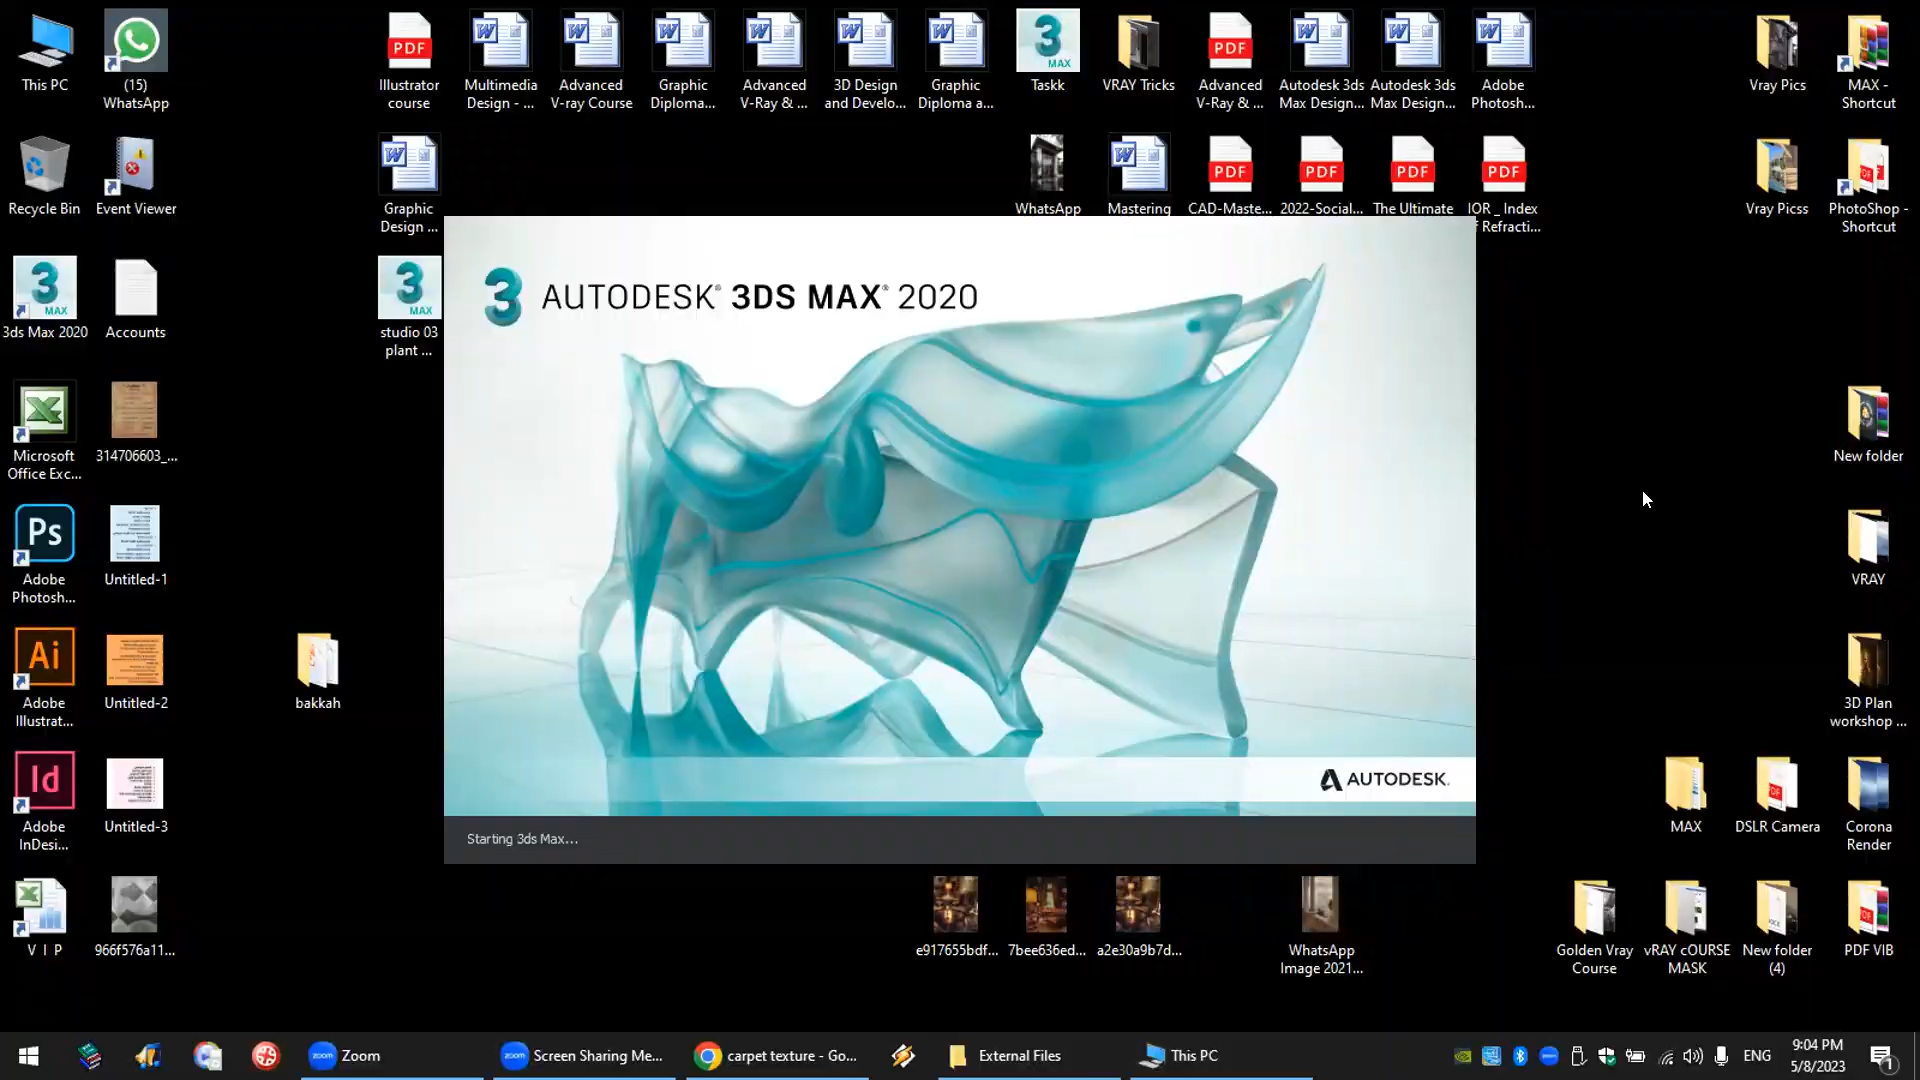 This PC
(15)
WhatsApp
Illustrator
course
Multimedia
Design - ...
Advanced
V-ray Course
Graphic
Diploma...
Advanced
V-Ray & ...
3D Design
and Develo...
Graphic
Diploma a...
Taskk
VRAY Tricks
Advanced
V-Ray & ...
Autodesk 3ds
Max Design...
Autodesk 3ds
Max Design...
Adobe
Photosh...
Vray Pics
MAX -
Shortcut
Recycle Bin
Event Viewer
Graphic
Design ...
WhatsApp
Mastering
CAD-Maste...
2022-Social...
The Ultimate
IOR _ Index
f Refracti...
Vray Picss
PhotoShop -
Shortcut
3 AUTODESK® 3DS MAX® 2020
3ds Max 2020
Accounts
studio 03
plant ...
Microsoft
Office Exc...
314706603_...
New folder
Adobe
Photosh...
Untitled-1
VRAY
Adobe
Illustrat...
Untitled-2
bakkah
3D Plan
workshop ...
AUTODESK.
Starting 3ds Max...
Adobe
InDesi...
Untitled-3
MAX
DSLR Camera
Corona
Render
V I P
966f576a11...
e917655bdf...
7bee636ed...
a2e30a9b7d...
WhatsApp
Image 2021...
Golden Vray
Course
vRAY cOURSE
MASK
New folder
(4)
PDF VIB
Zoom
Screen Sharing Me...
carpet texture - Go...
External Files
This PC
ENG
9:04 PM
5/8/2023
1